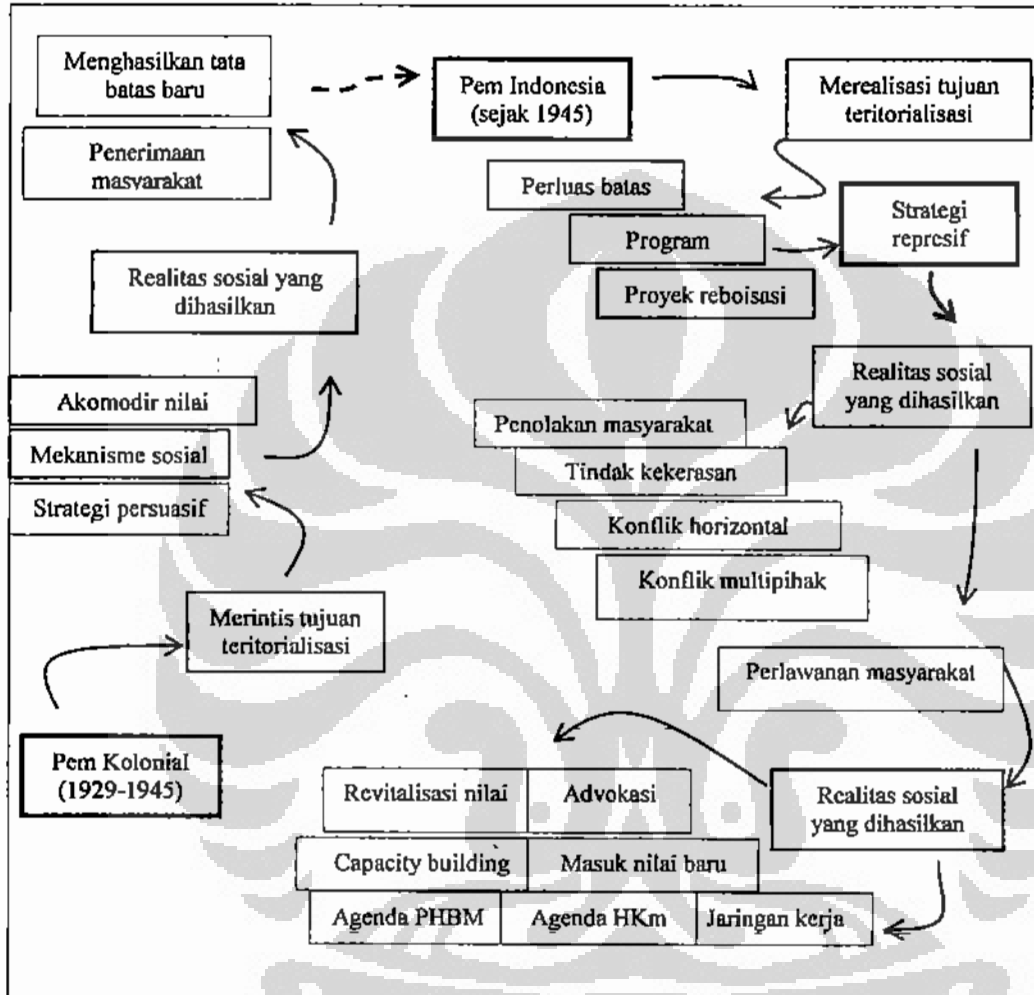 Menghasilkan tata
batas baru
Penerimaan
masyarakat
Pem Indonesia
(sejak 1945)
Merealisasi tujuan
teritorialisasi
Perluas batas
Program
Proyek reboisasi
Strategi
represif
Realitas sosial yang
dihasilkan
Realitas sosial
yang dihasilkan
Akomodir nilai
Mekanisme sosial
Strategi persuasif
Penolakan masyarakat
Tindak kekerasan
Konflik horizontal
Konflik multipihak
Merintis tujuan
teritorialisasi
Perlawanan masyarakat
Pem Kolonial
(1929-1945)
Revitalisasi nilai
Advokasi
Realitas sosial
yang dihasilkan
Capacity building
Masuk nilai baru
Agenda PHBM
Agenda HKm
Jaringan kerja